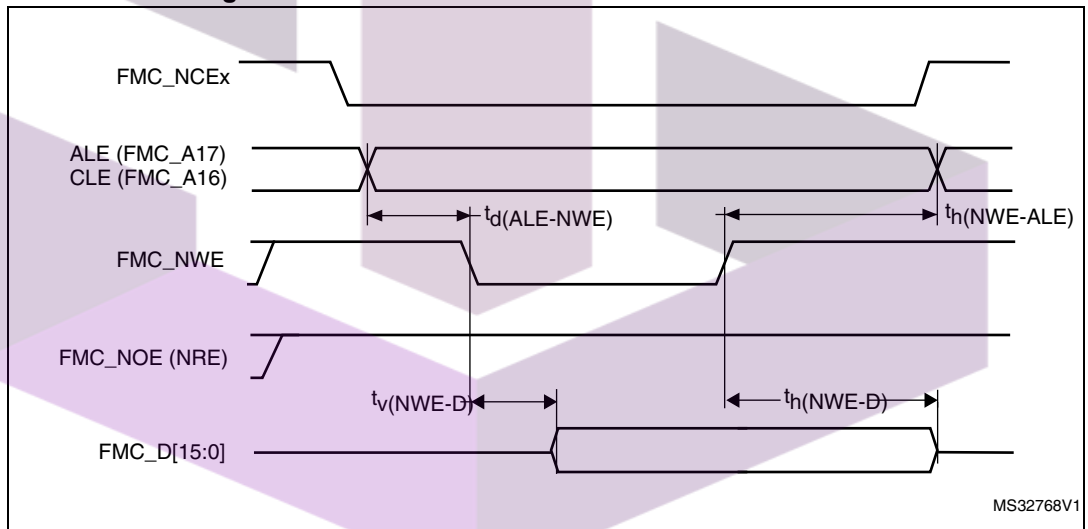 FMC_NCEx
ALE (FMC_A17)
CLE (FMC_A16)
td(ALE-NWE)
th(NWE-ALE)
FMC_NWE
FMC_NOE (NRE)
tv(NWE-D)
th(NWE-D)
FMC_D[15:0]
MS32768V1